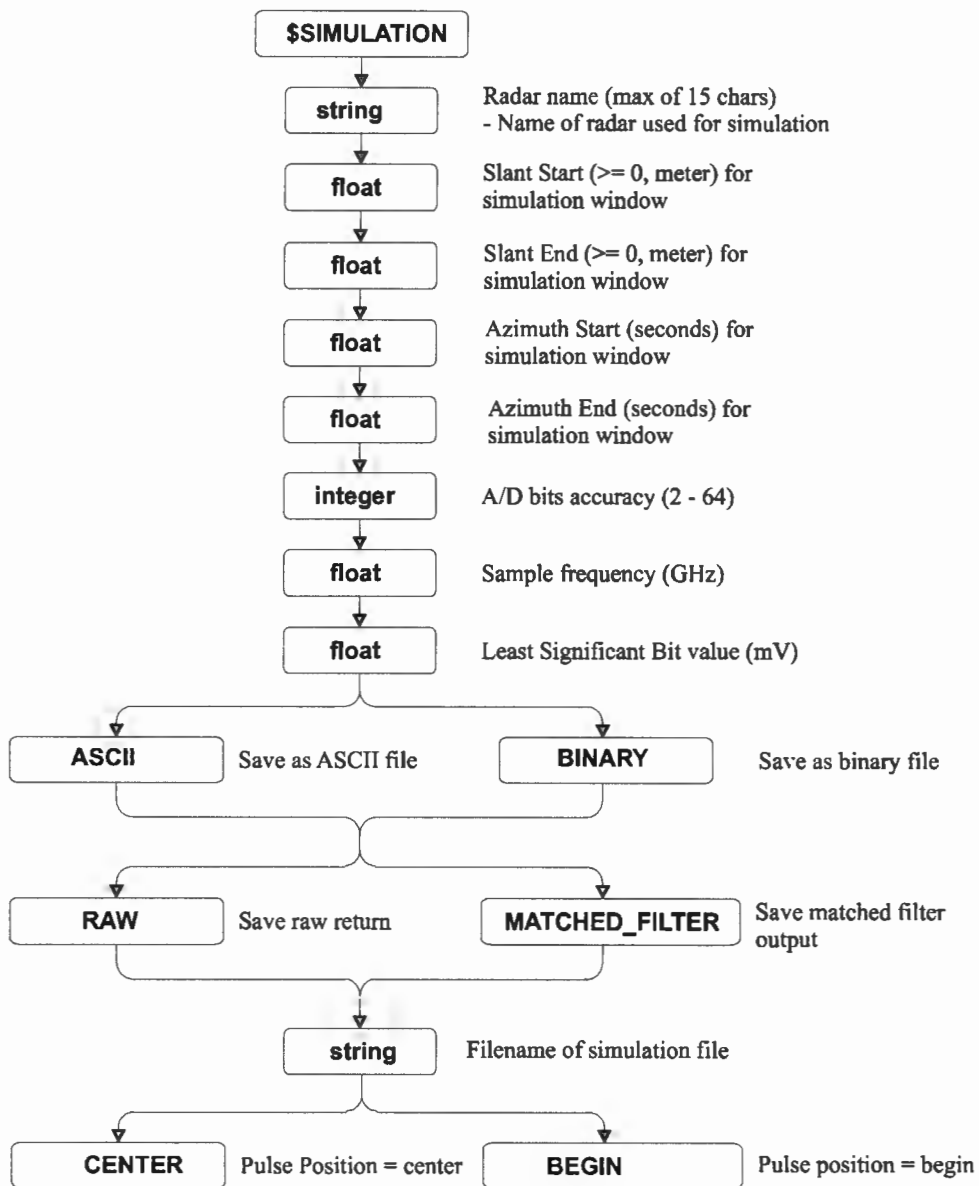 $SIMULATION
string
Radar name (max of 15 chars)
- Name of radar used for simulation
float
Slant Start (>= 0, meter) for
simulation window
float
Slant End (>= 0, meter) for
simulation window
float
Azimuth Start (seconds) for
simulation window
float
Azimuth End (seconds) for
simulation window
integer
A/D bits accuracy (2 - 64)
float
Sample frequency (GHz)
float
Least Significant Bit value (mV)
ASCII
Save as ASCII file
BINARY
Save as binary file
RAW
Save raw return
MATCHED_FILTER
Save matched filter
output
string
Filename of simulation file
CENTER
Pulse Position = center
BEGIN
Pulse position = begin